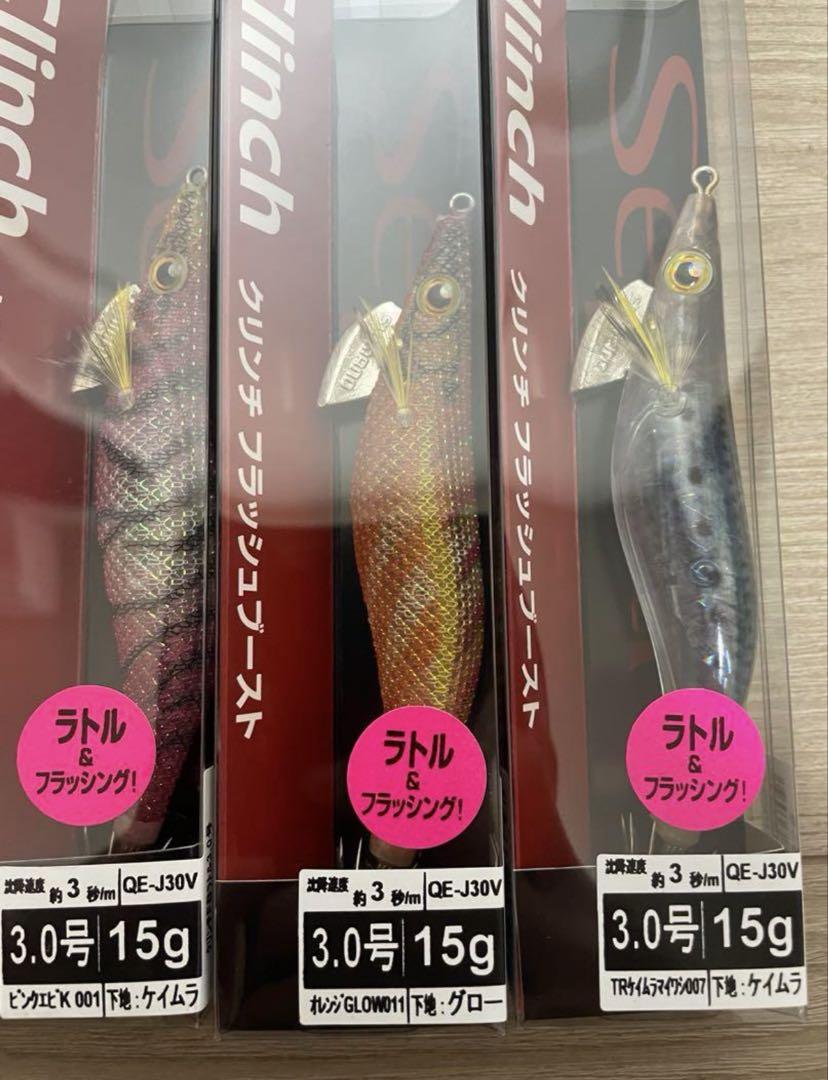 Clinch
Se
ラトル
&
フラッシング!
沈降速度 約3秒/m QE-J30V
3.0号 15g
ピンクエビK 001 下地:ケイムラ
Clinch
クリンチ フラッシュブースト
Se
ラトル
&
フラッシング!
沈降速度 約3秒/m QE-J30V
3.0号 15g
オレンジGLOW011 下地:グロー
Clinch
クリンチ フラッシュブースト
Se
ラトル
&
フラッシング!
沈降速度 約3秒/m QE-J30V
3.0号 15g
TRケイムラマイワシ007 下地:ケイムラ